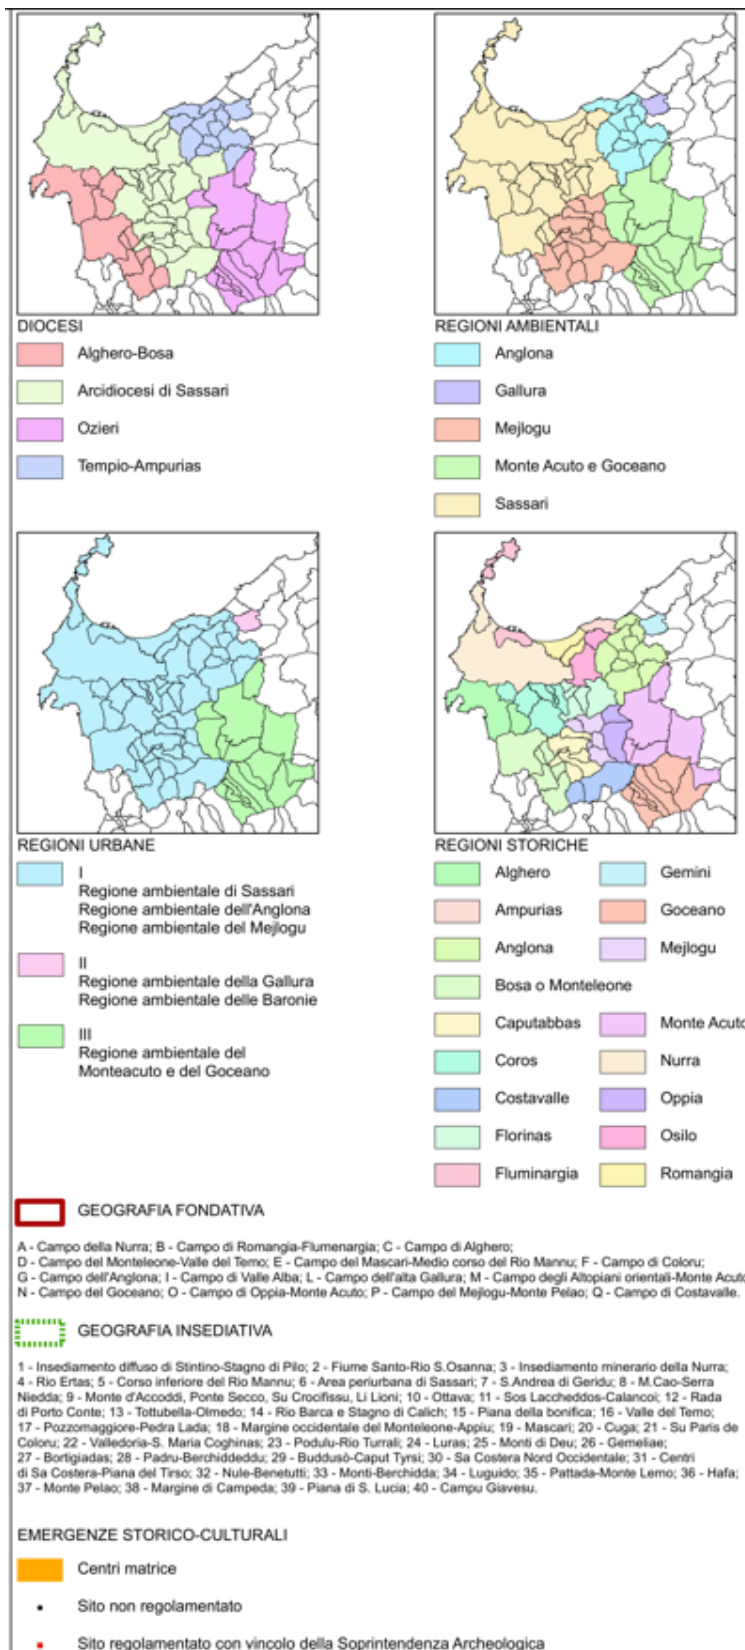 DIOCESI
Alghero-Bosa
Arcidiocesi di Sassari
Ozieri
Tempio-Ampurias
REGIONI AMBIENTALI
Anglona
Gallura
Mejlogu
Monte Acuto e Goceano
Sassari
REGIONI URBANE
I
Regione ambientale di Sassari
Regione ambientale dell'Anglona
Regione ambientale del Mejlogu
II
Regione ambientale della Gallura
Regione ambientale delle Baronie
III
Regione ambientale del
Monteacuto e del Goceano
REGIONI STORICHE
Alghero
Ampurias
Anglona
Bosa o Monteleone
Caputabbas
Coros
Costavalle
Florinas
Fluminargia
Gemini
Goceano
Mejlogu
Monte Acuto
Nurra
Oppia
Osilo
Romangia
GEOGRAFIA FONDATIVA
A - Campo della Nurra; B - Campo di Romangia-Flumenargia; C - Campo di Alghero;
D - Campo del Monteleone-Valle del Temo; E - Campo del Mascari-Medio corso del Rio Mannu; F - Campo di Coloru;
G - Campo dell'Anglona; I - Campo di Valle Alba; L - Campo dell'alta Gallura; M - Campo degli Altopiani orientali-Monte Acuto
N - Campo del Goceano; O - Campo di Oppia-Monte Acuto; P - Campo del Mejlogu-Monte Pelao; Q - Campo di Costavalle.
GEOGRAFIA INSEDIATIVA
1 - Insediamento diffuso di Stintino-Stagno di Pilo; 2 - Fiume Santo-Rio S.Osanna; 3 - Insediamento minerario della Nurra;
4 - Rio Ertas; 5 - Corso inferiore del Rio Mannu; 6 - Area periurbana di Sassari; 7 - S.Andrea di Geridu; 8 - M.Cao-Serra
Niedda; 9 - Monte d'Accoddi, Ponte Secco, Su Crocifissu, Li Lioni; 10 - Ottava; 11 - Sos Laccheddos-Calancoi; 12 - Rada
di Porto Conte; 13 - Tottubella-Olmedo; 14 - Rio Barca e Stagno di Calich; 15 - Piana della bonifica; 16 - Valle del Temo;
17 - Pozzomaggiore-Pedra Lada; 18 - Margine occidentale del Monteleone-Appiu; 19 - Mascari; 20 - Cuga; 21 - Su Paris de
Coloru; 22 - Valledoria-S. Maria Coghinas; 23 - Podulu-Rio Turrali; 24 - Luras; 25 - Monti di Deu; 26 - Gemeliae;
27 - Bortigiadas; 28 - Padru-Berchiddeddu; 29 - Buddusò-Caput Tyrsi; 30 - Sa Costera Nord Occidentale; 31 - Centri
di Sa Costera-Piana del Tirso; 32 - Nule-Benetutti; 33 - Monti-Berchidda; 34 - Luguido; 35 - Pattada-Monte Lerno; 36 - Hafa;
37 - Monte Pelao; 38 - Margine di Campeda; 39 - Piana di S. Lucia; 40 - Campu Giavesu.
EMERGENZE STORICO-CULTURALI
Centri matrice
Sito non regolamentato
Sito regolamentato con vincolo della Soprintendenza Archeologica